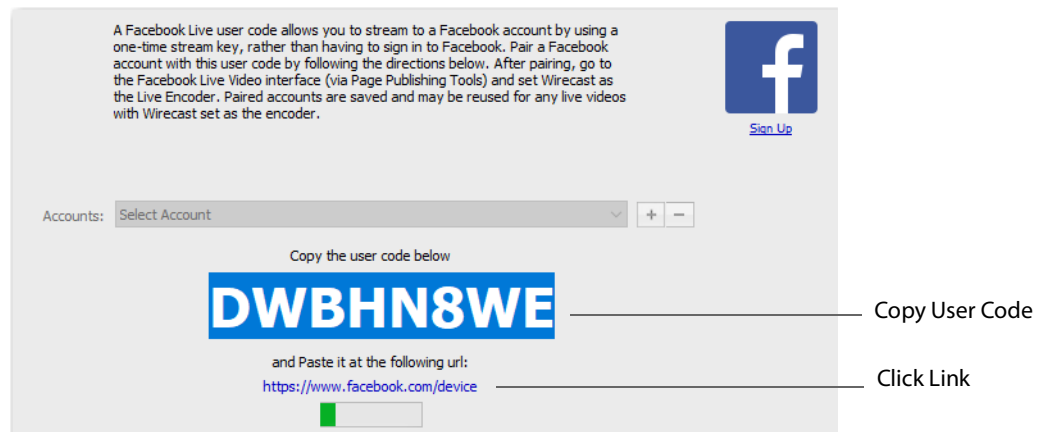 A Facebook Live user code allows you to stream to a Facebook account by using a
one-time stream key, rather than having to sign in to Facebook. Pair a Facebook
account with this user code by following the directions below. After pairing, go to
the Facebook Live Video interface (via Page Publishing Tools) and set Wirecast as
the Live Encoder. Paired accounts are saved and may be reused for any live videos
with Wirecast set as the encoder.
f
Sign Up
Accounts: Select Account + −
Copy the user code below
DWBHN8WE
Copy User Code
and Paste it at the following url:
https://www.facebook.com/device
Click Link